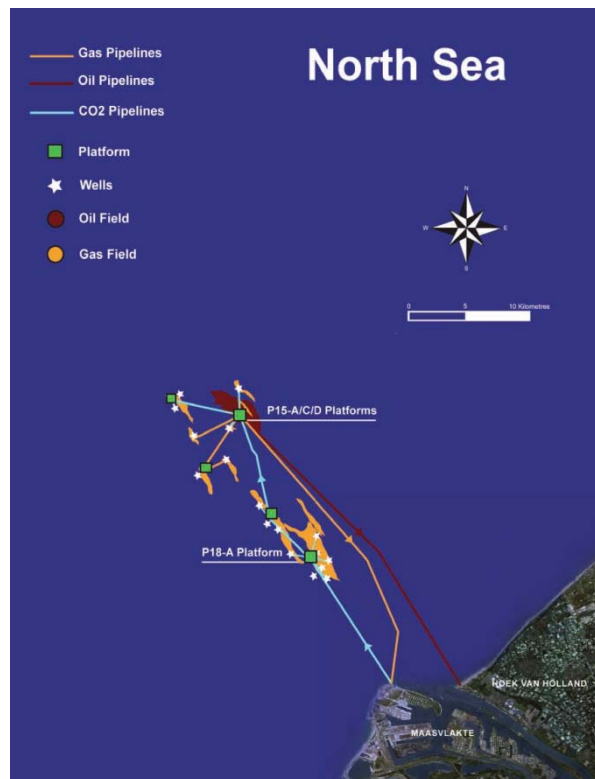 North Sea
Gas Pipelines
Oil Pipelines
CO2 Pipelines
Platform
Wells
Oil Field
Gas Field
N
W
E
S
0 5 10 Kilometres
P15-A/C/D Platforms
P18-A Platform
HOEK VAN HOLLAND
MAASVLAKTE